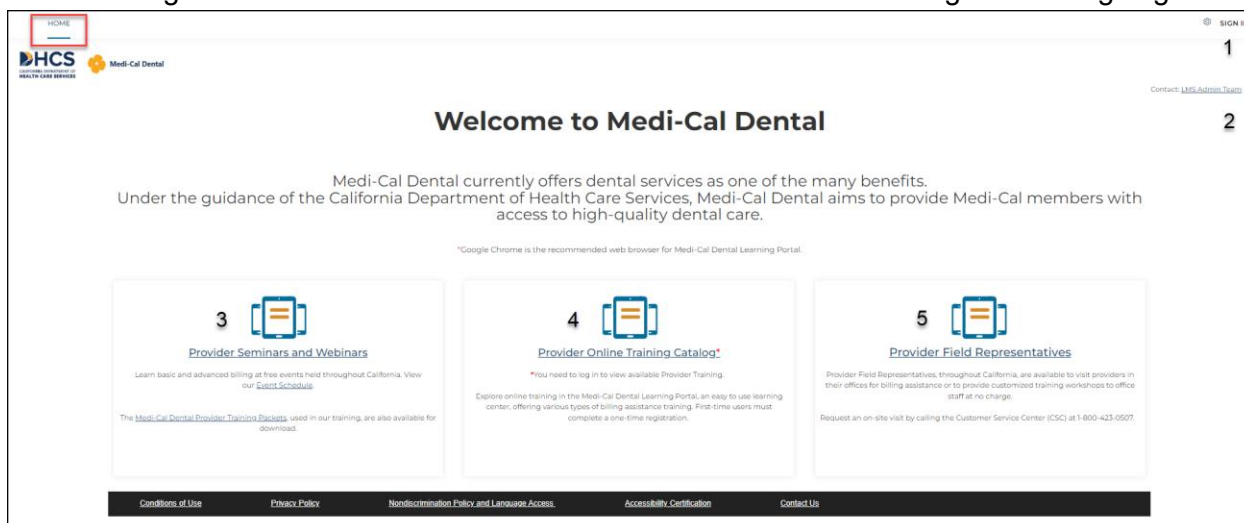 HOME
SIGN I
1
DHCS
CALIFORNIA DEPARTMENT OF
HEALTH CARE SERVICES
Medi-Cal Dental
Contact: LMS Admin Team
2
Welcome to Medi-Cal Dental
Medi-Cal Dental currently offers dental services as one of the many benefits.
Under the guidance of the California Department of Health Care Services, Medi-Cal Dental aims to provide Medi-Cal members with
access to high-quality dental care.
*Google Chrome is the recommended web browser for Medi-Cal Dental Learning Portal.
3
Provider Seminars and Webinars
Learn basic and advanced billing at free events held throughout California. View
our Event Schedule.
The Medi-Cal Dental Provider Training Packets, used in our training, are also available for
download.
4
Provider Online Training Catalog*
*You need to log in to view available Provider Training.
Explore online training in the Medi-Cal Dental Learning Portal, an easy to use learning
center, offering various types of billing assistance training. First-time users must
complete a one-time registration.
5
Provider Field Representatives
Provider Field Representatives, throughout California, are available to visit providers in
their offices for billing assistance or to provide customized training workshops to office
staff at no charge.
Request an on-site visit by calling the Customer Service Center (CSC) at 1-800-423-0507.
Conditions of Use
Privacy Policy
Nondiscrimination Policy and Language Access
Accessibility Certification
Contact Us